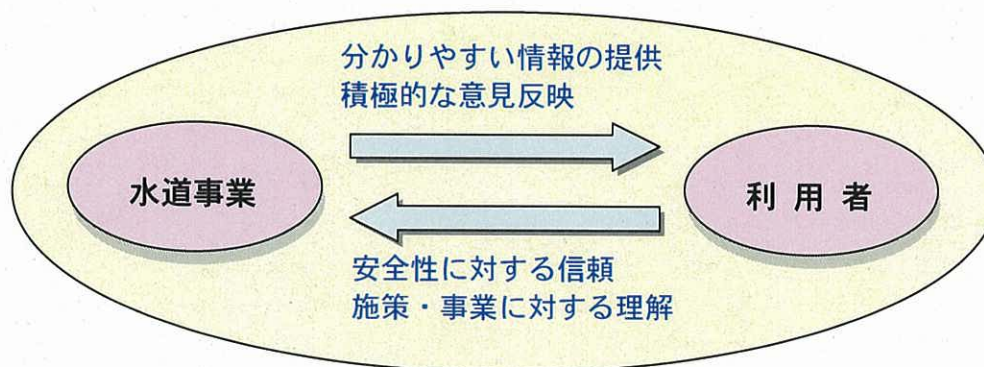 分かりやすい情報の提供
積極的な意見反映
水道事業
利 用 者
安全性に対する信頼
施策・事業に対する理解